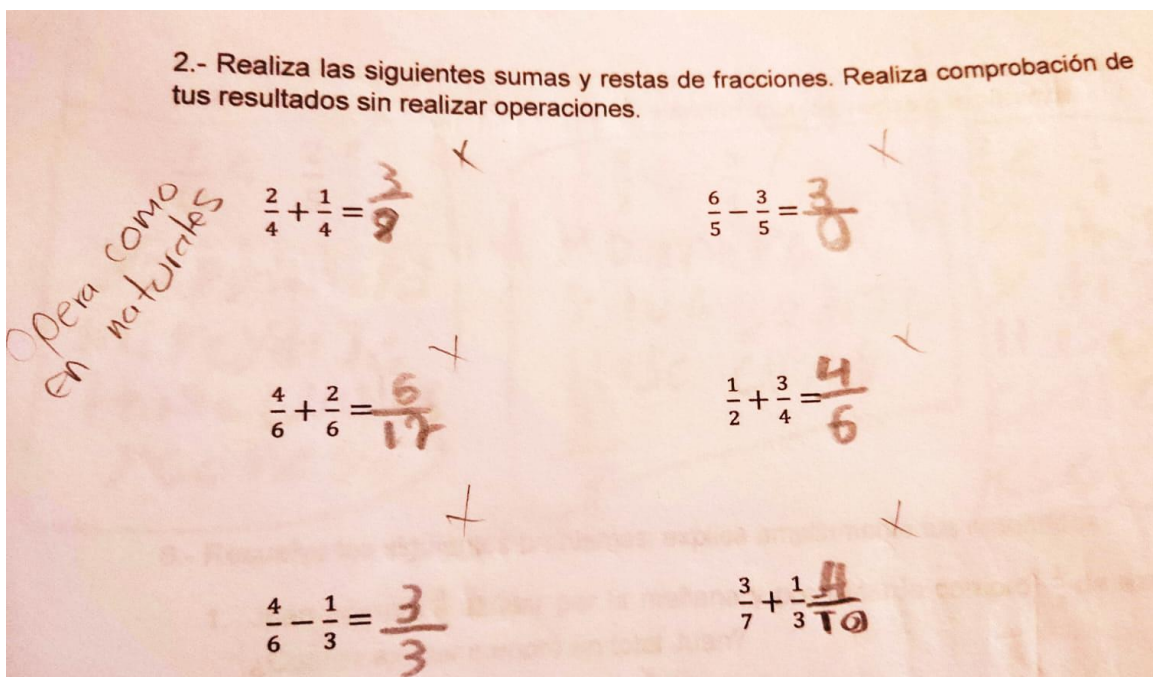 2.- Realiza las siguientes sumas y restas de fracciones. Realiza comprobación de
tus resultados sin realizar operaciones.
Opera como
en naturales
2/4 + 1/4 = 3/8 x
6/5 − 3/5 = 3/0 x
4/6 + 2/6 = 6/12 x
1/2 + 3/4 = 4/6 x
4/6 − 1/3 = 3/3 x
3/7 + 1/3 4/10 x